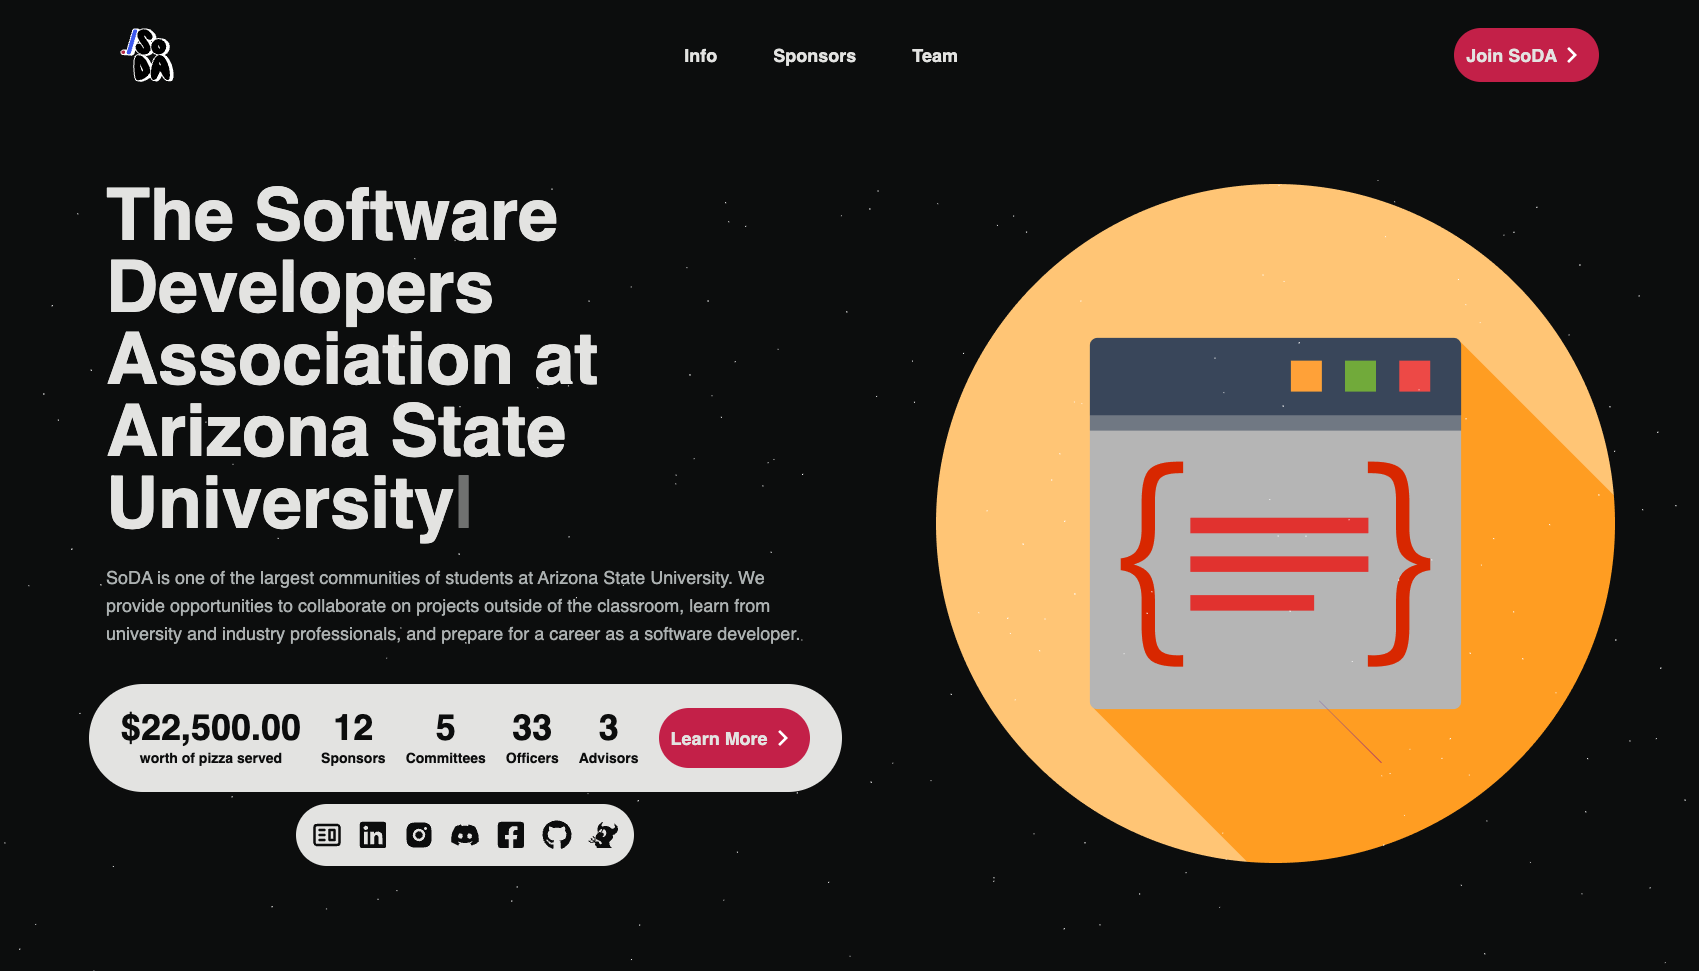 /SoDA
Info
Sponsors
Team
Join SoDA
The Software
Developers
Association at
Arizona State
University
SoDA is one of the largest communities of students at Arizona State University. We
provide opportunities to collaborate on projects outside of the classroom, learn from
university and industry professionals, and prepare for a career as a software developer.
$22,500.00
worth of pizza served
12
Sponsors
5
Committees
33
Officers
3
Advisors
Learn More
{ }
in